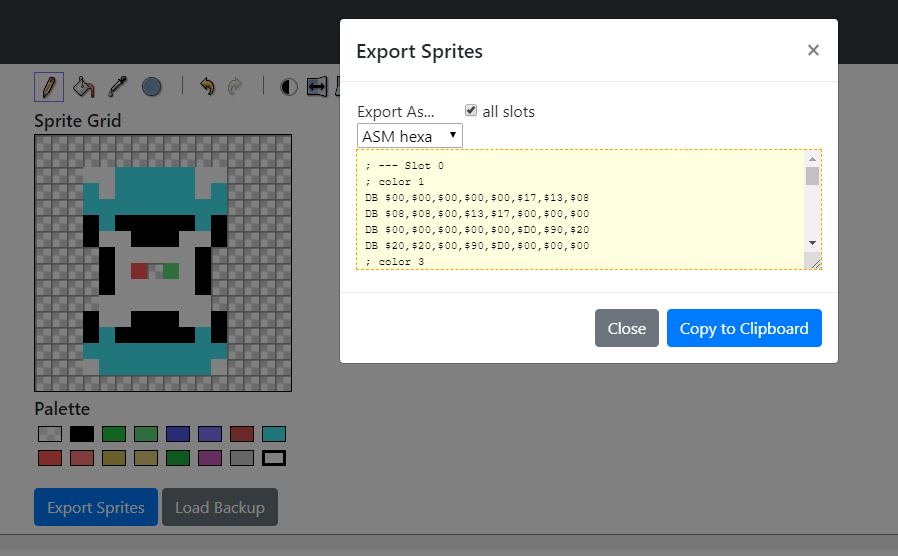 Export Sprites
×
Export As...
all slots
ASM hexa
; --- Slot 0
; color 1
DB $00,$00,$00,$00,$00,$17,$13,$08
DB $08,$08,$00,$13,$17,$00,$00,$00
DB $00,$00,$00,$00,$00,$D0,$90,$20
DB $20,$20,$00,$90,$D0,$00,$00,$00
; color 3
Close
Copy to Clipboard
Sprite Grid
Palette
Export Sprites
Load Backup